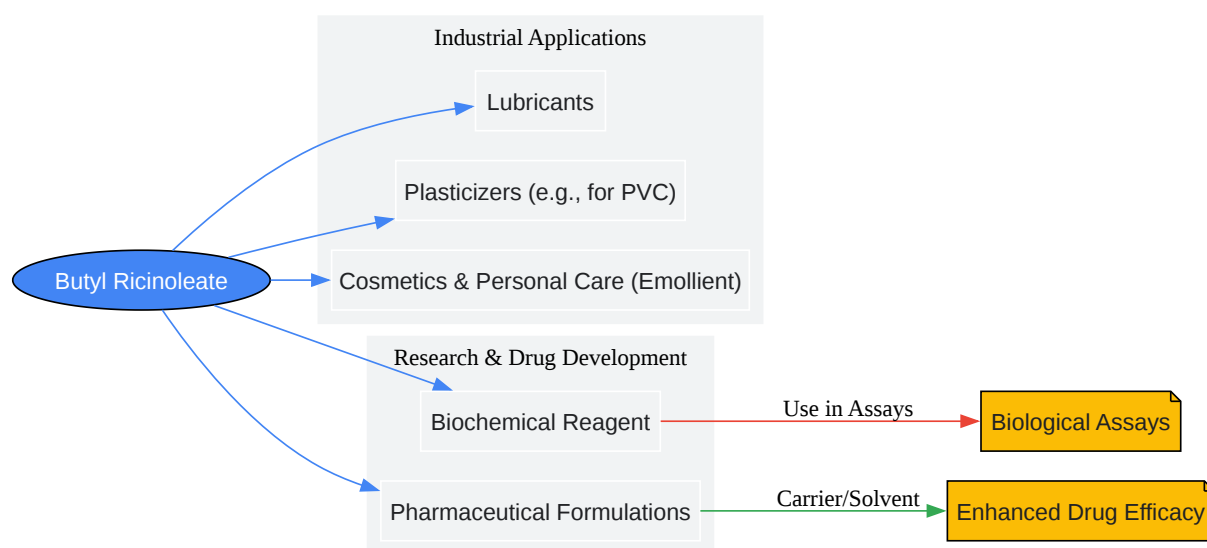 Industrial Applications
Lubricants
Plasticizers (e.g., for PVC)
Butyl Ricinoleate
Cosmetics & Personal Care (Emollient)
Research & Drug Development
Biochemical Reagent
Use in Assays
Biological Assays
Pharmaceutical Formulations
Carrier/Solvent
Enhanced Drug Efficacy